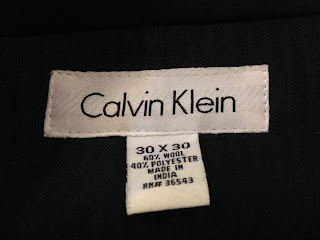 Calvin Klein
30 X 30
60% WOOL
40% POLYESTER
MADE IN
INDIA
RN# 36543